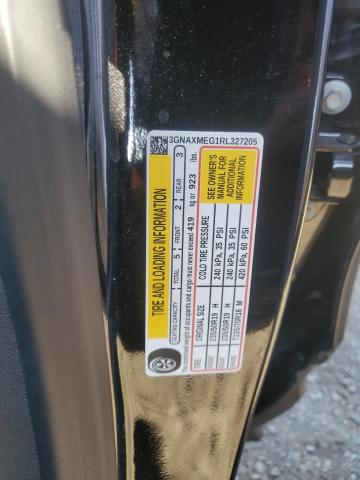 3GNAXMEG1RL327205
TIRE AND LOADING INFORMATION
SEATING CAPACITY TOTAL 5 FRONT 2 REAR 3
The combined weight of occupants and cargo must never exceed 419 kg or 923 lbs
TIRE ORIGINAL SIZE COLD TIRE PRESSURE
FRONT 235/50R19 H 240 kPa, 35 PSI
REAR 235/50R19 H 240 kPa, 35 PSI
SPARE T135/70R16 M 420 kPa, 60 PSI
SEE OWNER'S
MANUAL FOR
ADDITIONAL
INFORMATION